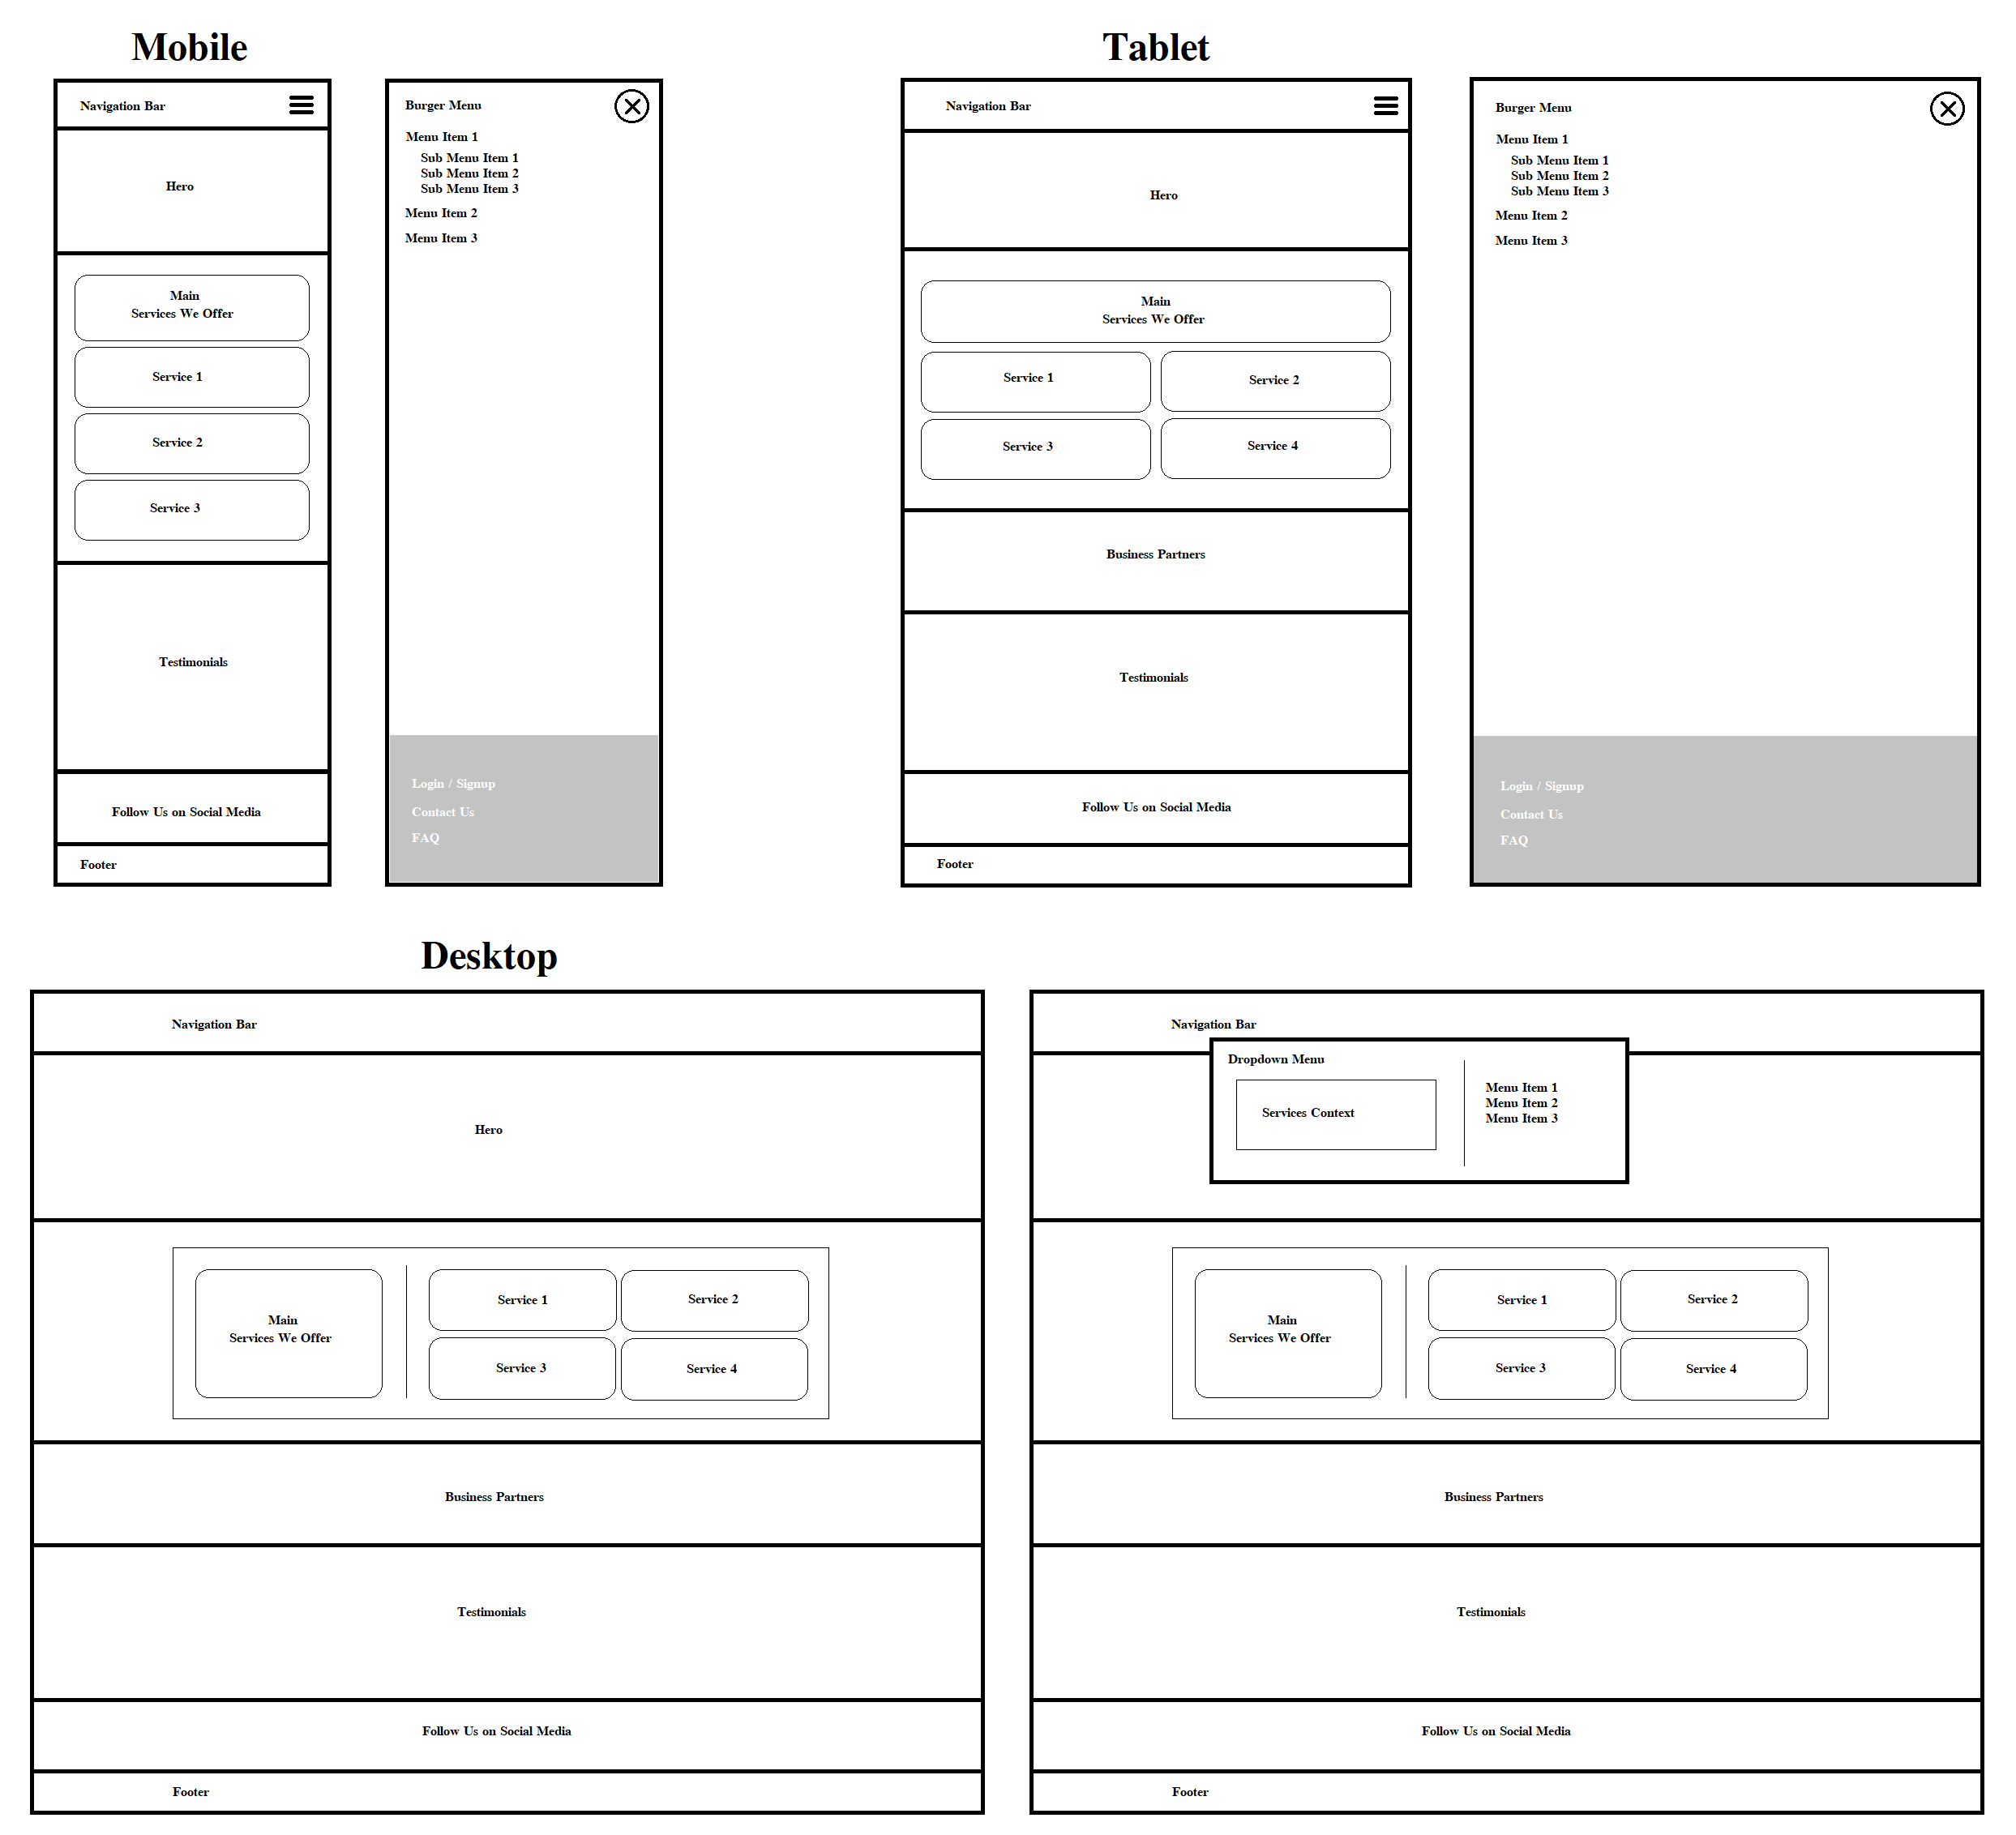 Mobile
Navigation Bar
Hero
Main
Services We Offer
Service 1
Service 2
Service 3
Testimonials
Follow Us on Social Media
Footer
Burger Menu
Menu Item 1
Sub Menu Item 1
Sub Menu Item 2
Sub Menu Item 3
Menu Item 2
Menu Item 3
Login / Signup
Contact Us
FAQ
Tablet
Navigation Bar
Hero
Main
Services We Offer
Service 1
Service 2
Service 3
Service 4
Business Partners
Testimonials
Follow Us on Social Media
Footer
Burger Menu
Menu Item 1
Sub Menu Item 1
Sub Menu Item 2
Sub Menu Item 3
Menu Item 2
Menu Item 3
Login / Signup
Contact Us
FAQ
Desktop
Navigation Bar
Hero
Main
Services We Offer
Service 1
Service 2
Service 3
Service 4
Business Partners
Testimonials
Follow Us on Social Media
Footer
Navigation Bar
Dropdown Menu
Services Context
Menu Item 1
Menu Item 2
Menu Item 3
Main
Services We Offer
Service 1
Service 2
Service 3
Service 4
Business Partners
Testimonials
Follow Us on Social Media
Footer